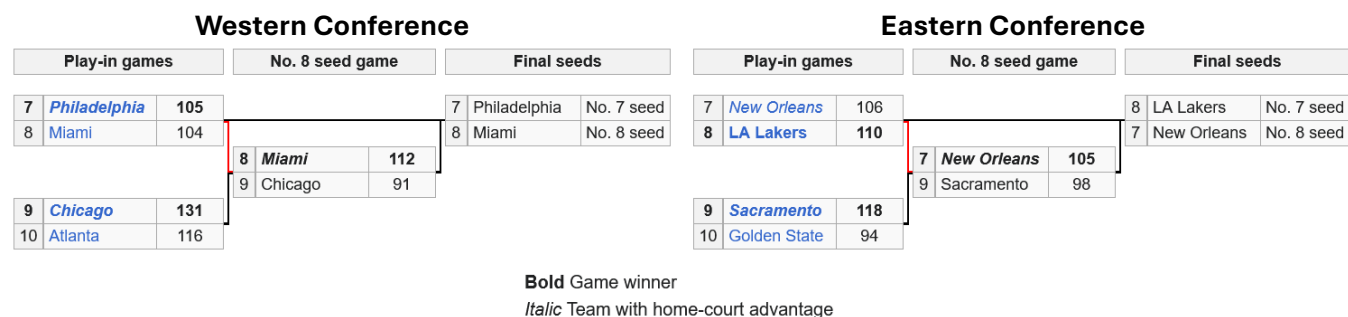 Western Conference
Play-in games No. 8 seed game Final seeds
7 Philadelphia 105
8 Miami 104
8 Miami 112
9 Chicago 91
9 Chicago 131
10 Atlanta 116
7 Philadelphia No. 7 seed
8 Miami No. 8 seed
Eastern Conference
Play-in games No. 8 seed game Final seeds
7 New Orleans 106
8 LA Lakers 110
7 New Orleans 105
9 Sacramento 98
9 Sacramento 118
10 Golden State 94
8 LA Lakers No. 7 seed
7 New Orleans No. 8 seed
Bold Game winner
Italic Team with home-court advantage